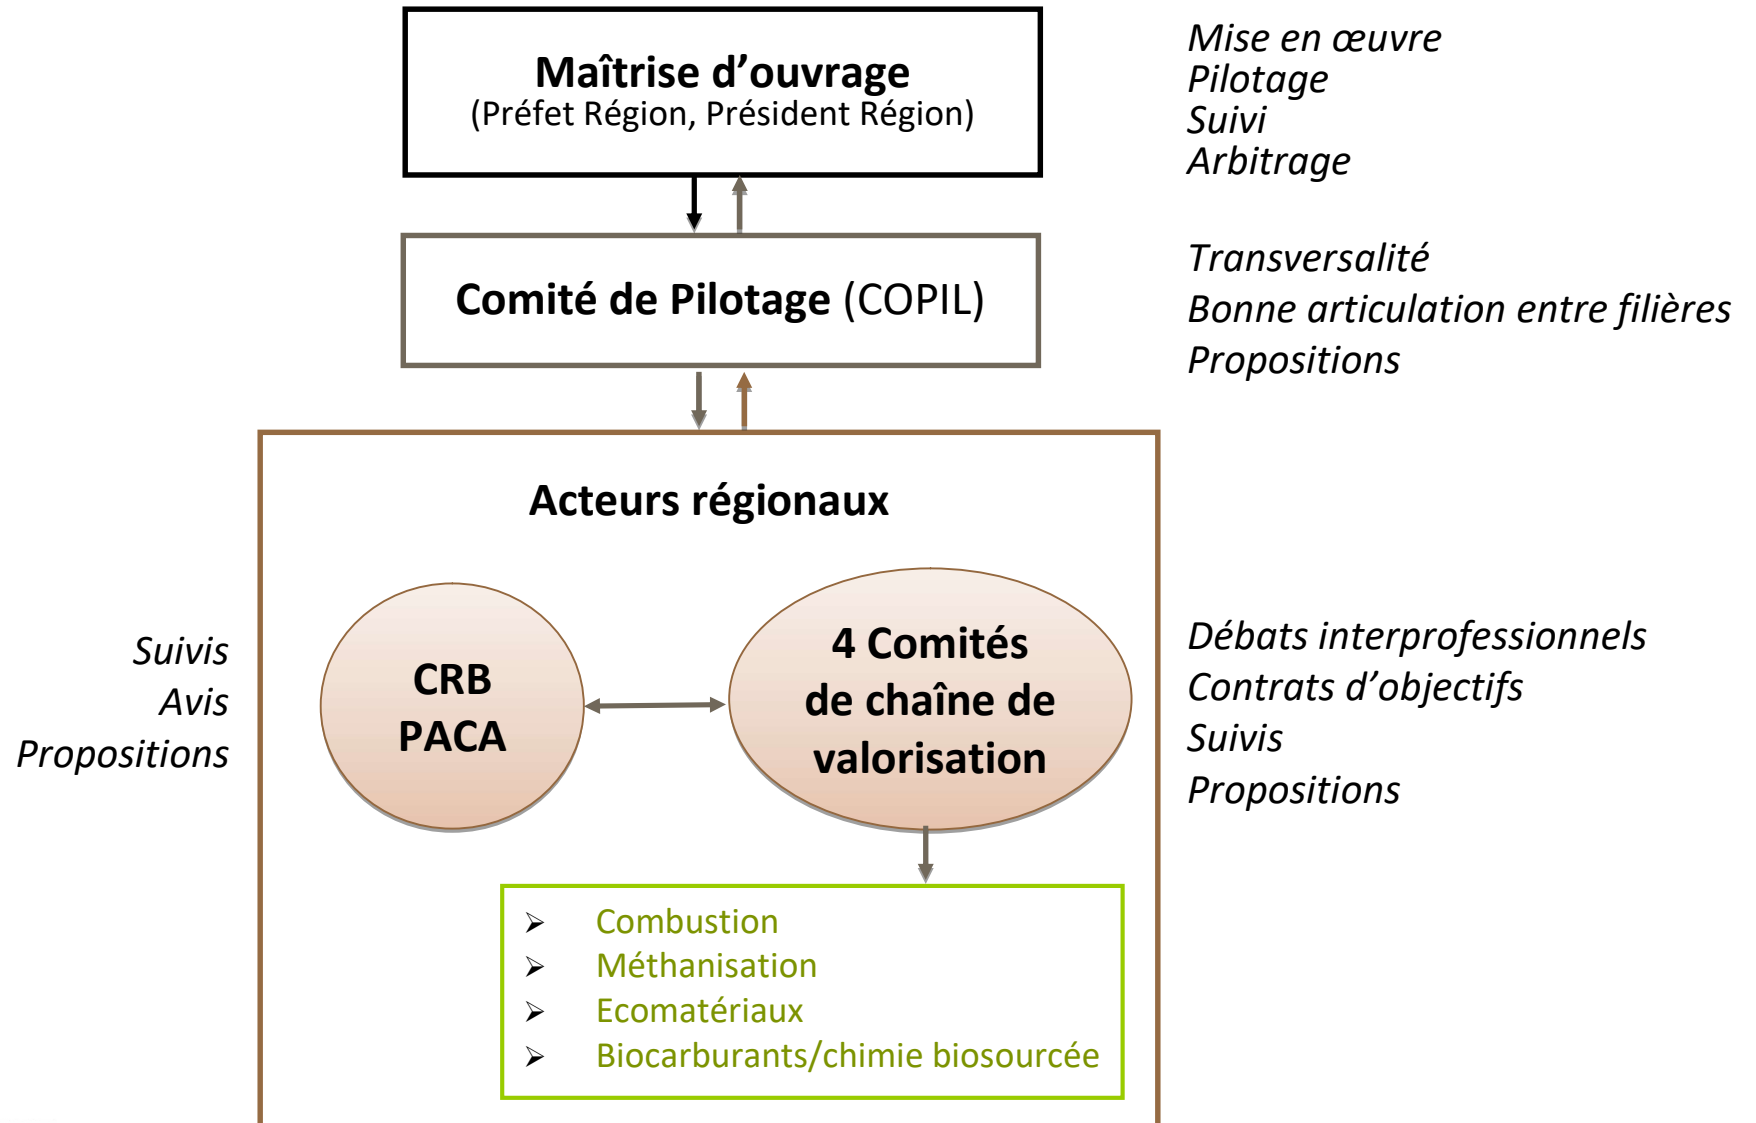 Maîtrise d’ouvrage
(Préfet Région, Président Région)
Mise en œuvre
Pilotage
Suivi
Arbitrage
Comité de Pilotage (COPIL)
Transversalité
Bonne articulation entre filières
Propositions
Acteurs régionaux
Suivis
Avis
Propositions
CRB
PACA
4 Comités
de chaîne de
valorisation
Débats interprofessionnels
Contrats d’objectifs
Suivis
Propositions
➢ Combustion
➢ Méthanisation
➢ Ecomatériaux
➢ Biocarburants/chimie biosourcée